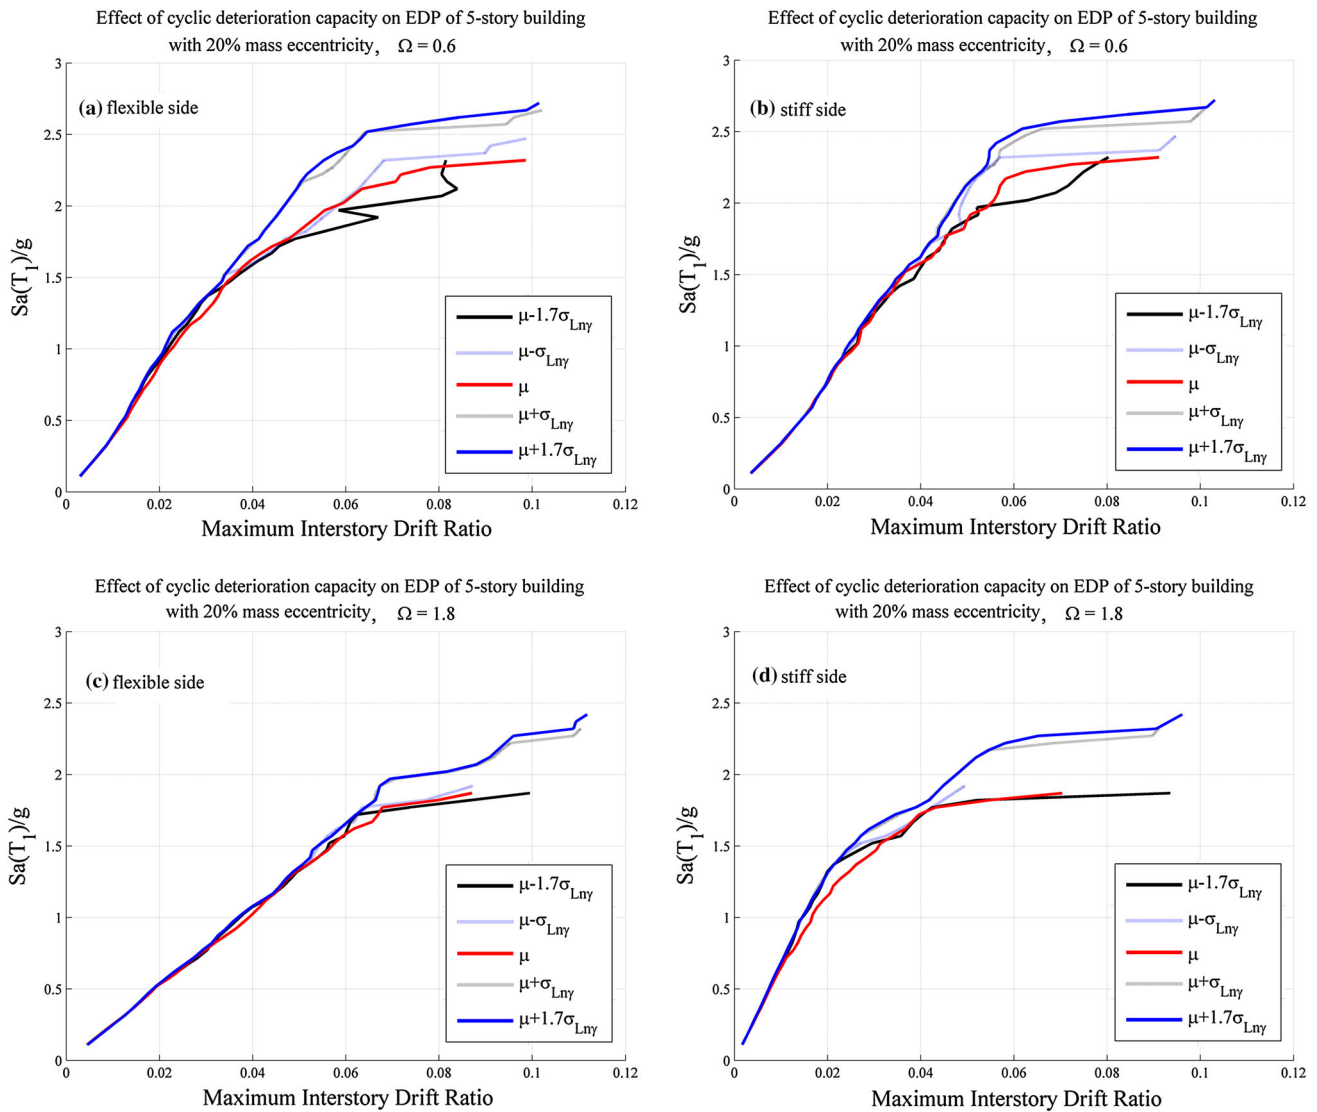 Effect of cyclic deterioration capacity on EDP of 5-story building
with 20% mass eccentricity, Ω = 0.6
(a) flexible side
3
2.5
2
1.5
1
0.5
0
Sa(T1)/g
μ-1.7σLnγ
μ-σLnγ
μ
μ+σLnγ
μ+1.7σLnγ
0 0.02 0.04 0.06 0.08 0.1 0.12
Maximum Interstory Drift Ratio
Effect of cyclic deterioration capacity on EDP of 5-story building
with 20% mass eccentricity, Ω = 0.6
(b) stiff side
3
2.5
2
1.5
1
0.5
0
Sa(T1)/g
μ-1.7σLnγ
μ-σLnγ
μ
μ+σLnγ
μ+1.7σLnγ
0 0.02 0.04 0.06 0.08 0.1 0.12
Maximum Interstory Drift Ratio
Effect of cyclic deterioration capacity on EDP of 5-story building
with 20% mass eccentricity, Ω = 1.8
(c) flexible side
3
2.5
2
1.5
1
0.5
0
Sa(T1)/g
μ-1.7σLnγ
μ-σLnγ
μ
μ+σLnγ
μ+1.7σLnγ
0 0.02 0.04 0.06 0.08 0.1 0.12
Maximum Interstory Drift Ratio
Effect of cyclic deterioration capacity on EDP of 5-story building
with 20% mass eccentricity, Ω = 1.8
(d) stiff side
3
2.5
2
1.5
1
0.5
0
Sa(T1)/g
μ-1.7σLnγ
μ-σLnγ
μ
μ+σLnγ
μ+1.7σLnγ
0 0.02 0.04 0.06 0.08 0.1 0.12
Maximum Interstory Drift Ratio